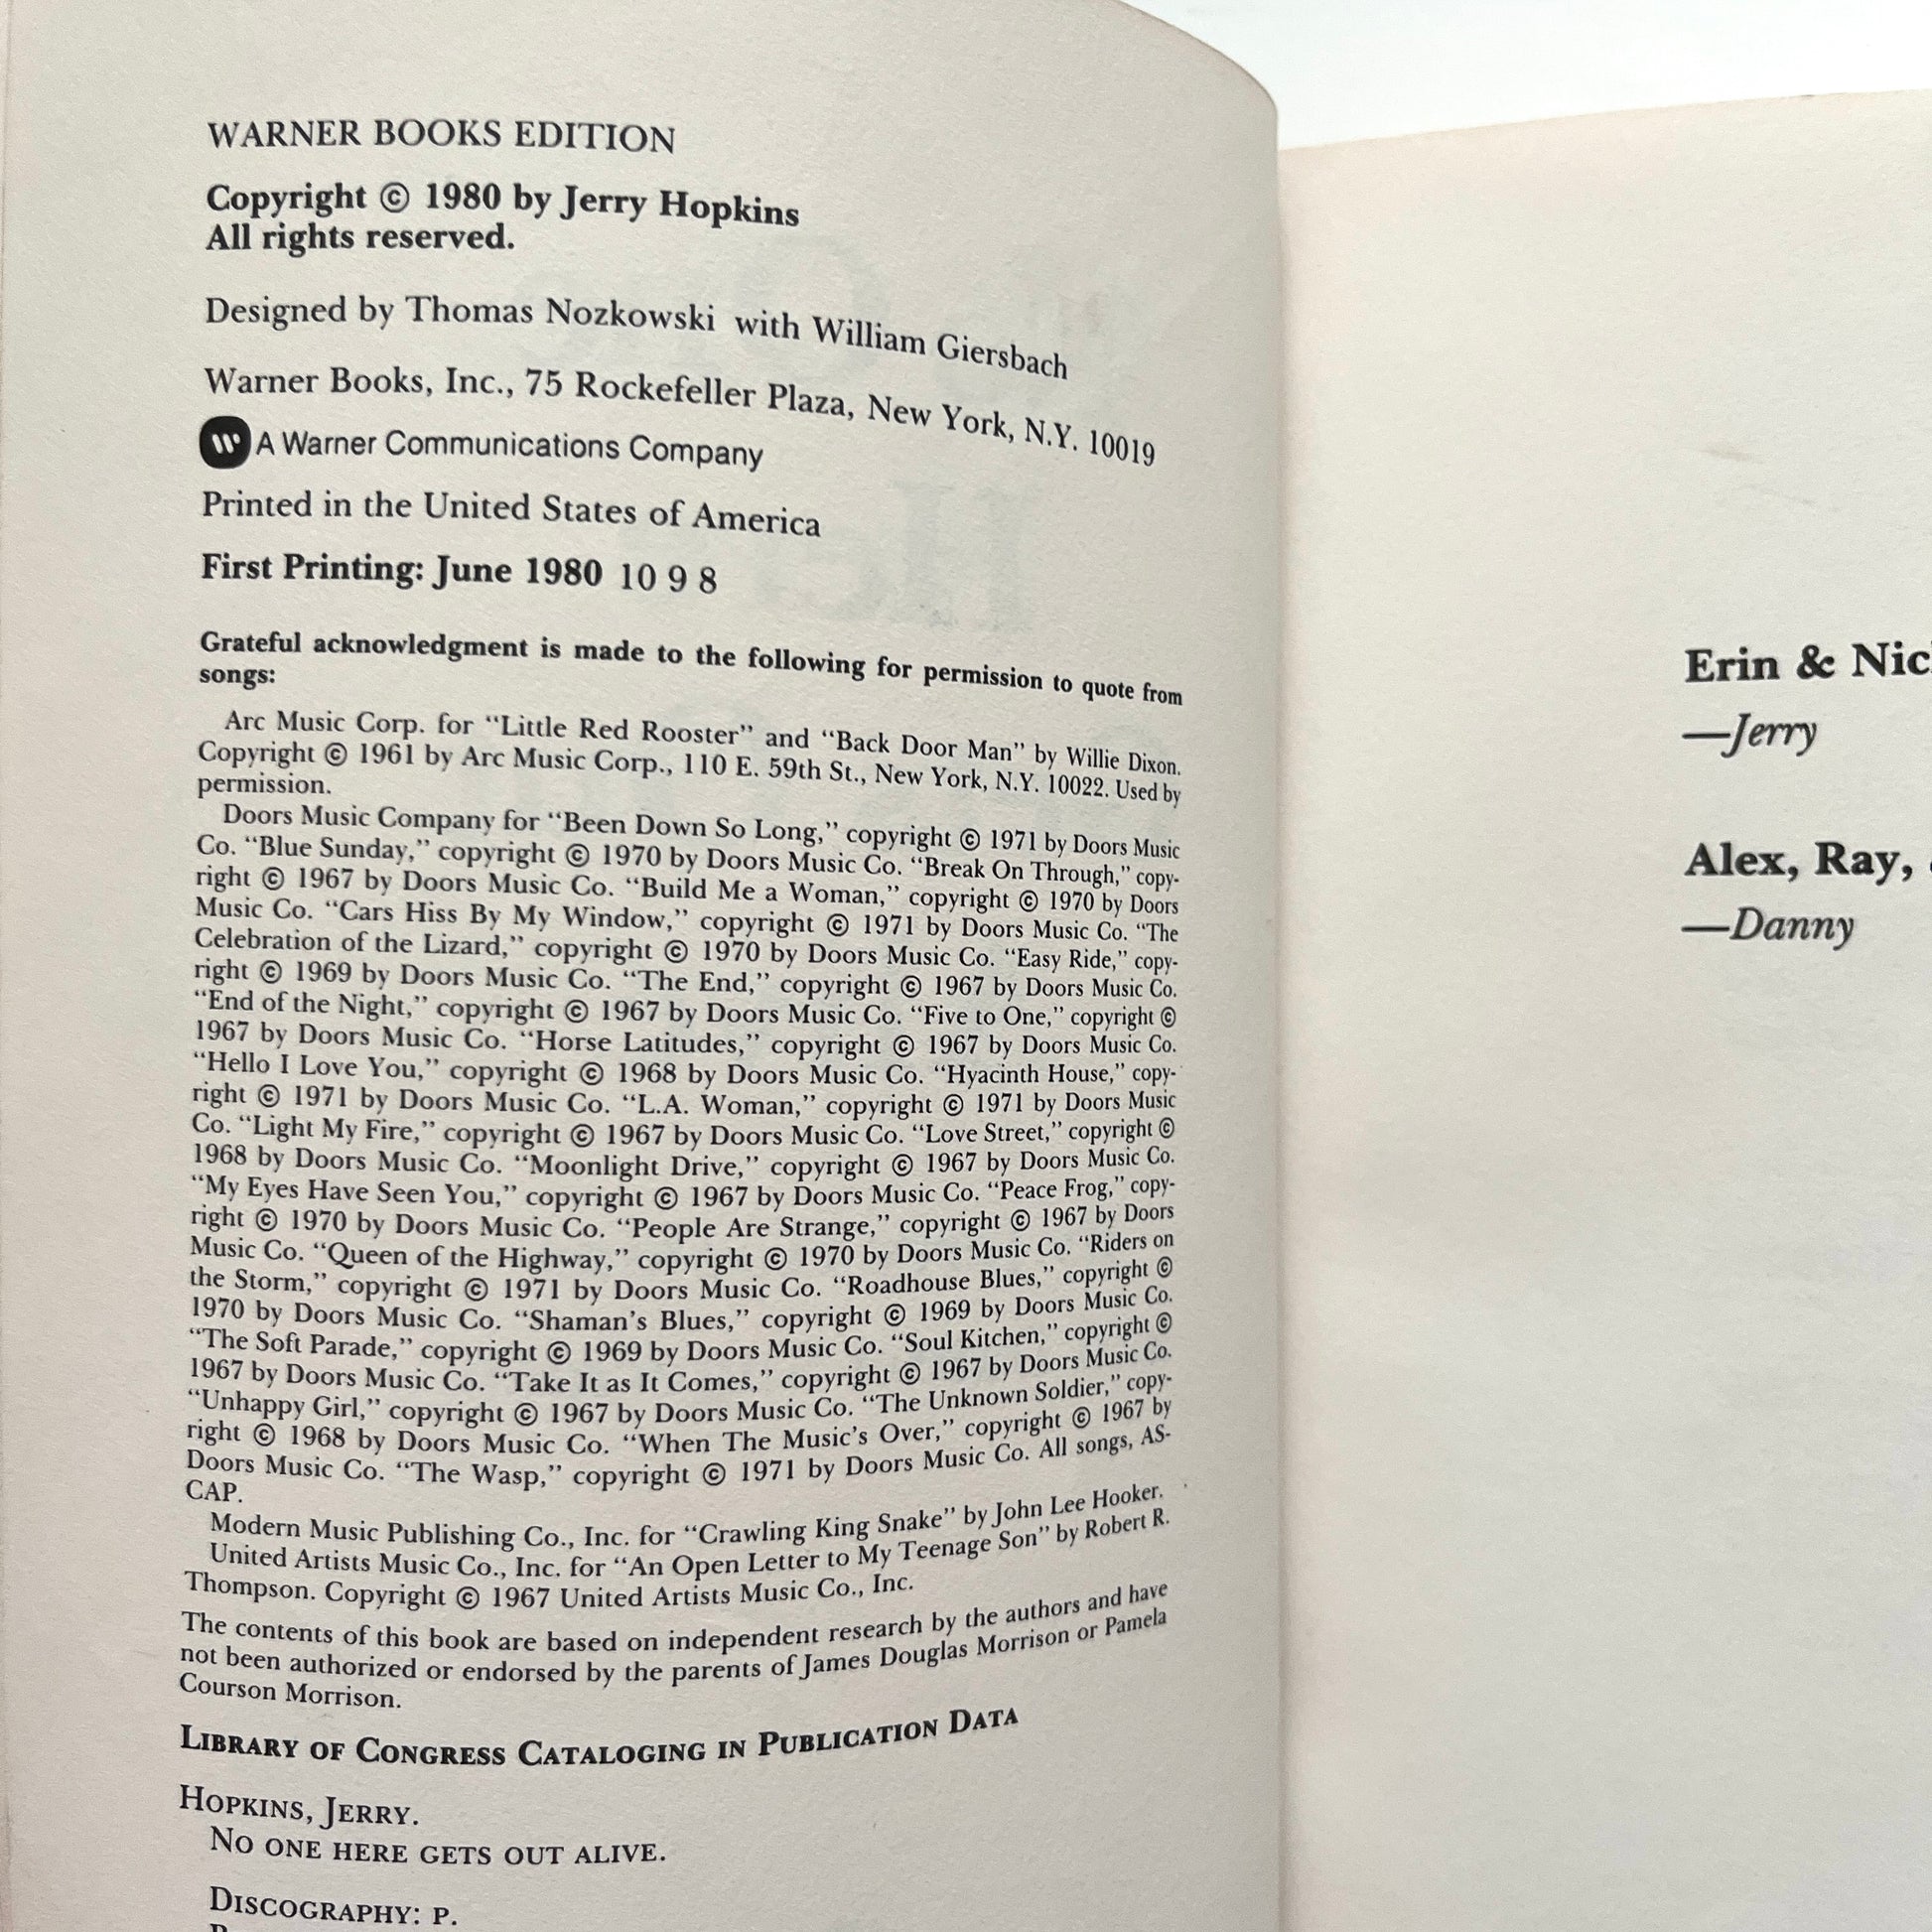 WARNER BOOKS EDITION
Copyright © 1980 by Jerry Hopkins
All rights reserved.
Designed by Thomas Nozkowski with William Giersbach
Warner Books, Inc., 75 Rockefeller Plaza, New York, N.Y. 10019
A Warner Communications Company
Printed in the United States of America
First Printing: June 1980 10 9 8
Grateful acknowledgment is made to the following for permission to quote from
songs:
Arc Music Corp. for “Little Red Rooster” and “Back Door Man” by Willie Dixon.
Copyright © 1961 by Arc Music Corp., 110 E. 59th St., New York, N.Y. 10022. Used by
permission.
Doors Music Company for “Been Down So Long,” copyright © 1971 by Doors Music
Co. “Blue Sunday,” copyright © 1970 by Doors Music Co. “Break On Through,” copy-
right © 1967 by Doors Music Co. “Build Me a Woman,” copyright © 1970 by Doors
Music Co. “Cars Hiss By My Window,” copyright © 1971 by Doors Music Co. “The
Celebration of the Lizard,” copyright © 1970 by Doors Music Co. “Easy Ride,” copy-
right © 1969 by Doors Music Co. “The End,” copyright © 1967 by Doors Music Co.
“End of the Night,” copyright © 1967 by Doors Music Co. “Five to One,” copyright ©
1967 by Doors Music Co. “Horse Latitudes,” copyright © 1967 by Doors Music Co.
“Hello I Love You,” copyright © 1968 by Doors Music Co. “Hyacinth House,” copy-
right © 1971 by Doors Music Co. “L.A. Woman,” copyright © 1971 by Doors Music
Co. “Light My Fire,” copyright © 1967 by Doors Music Co. “Love Street,” copyright ©
1968 by Doors Music Co. “Moonlight Drive,” copyright © 1967 by Doors Music Co.
“My Eyes Have Seen You,” copyright © 1967 by Doors Music Co. “Peace Frog,” copy-
right © 1970 by Doors Music Co. “People Are Strange,” copyright © 1967 by Doors
Music Co. “Queen of the Highway,” copyright © 1970 by Doors Music Co. “Riders on
the Storm,” copyright © 1971 by Doors Music Co. “Roadhouse Blues,” copyright ©
1970 by Doors Music Co. “Shaman’s Blues,” copyright © 1969 by Doors Music Co.
“The Soft Parade,” copyright © 1969 by Doors Music Co. “Soul Kitchen,” copyright ©
1967 by Doors Music Co. “Take It as It Comes,” copyright © 1967 by Doors Music Co.
“Unhappy Girl,” copyright © 1967 by Doors Music Co. “The Unknown Soldier,” copy-
right © 1968 by Doors Music Co. “When The Music’s Over,” copyright © 1967 by
Doors Music Co. “The Wasp,” copyright © 1971 by Doors Music Co. All songs, AS-
CAP.
Modern Music Publishing Co., Inc. for “Crawling King Snake” by John Lee Hooker.
United Artists Music Co., Inc. for “An Open Letter to My Teenage Son” by Robert R.
Thompson. Copyright © 1967 United Artists Music Co., Inc.
The contents of this book are based on independent research by the authors and have
not been authorized or endorsed by the parents of James Douglas Morrison or Pamela
Courson Morrison.
LIBRARY OF CONGRESS CATALOGING IN PUBLICATION DATA
HOPKINS, JERRY.
NO ONE HERE GETS OUT ALIVE.
DISCOGRAPHY: P.
Erin &
—Jerry
Alex, Ray,
—Danny